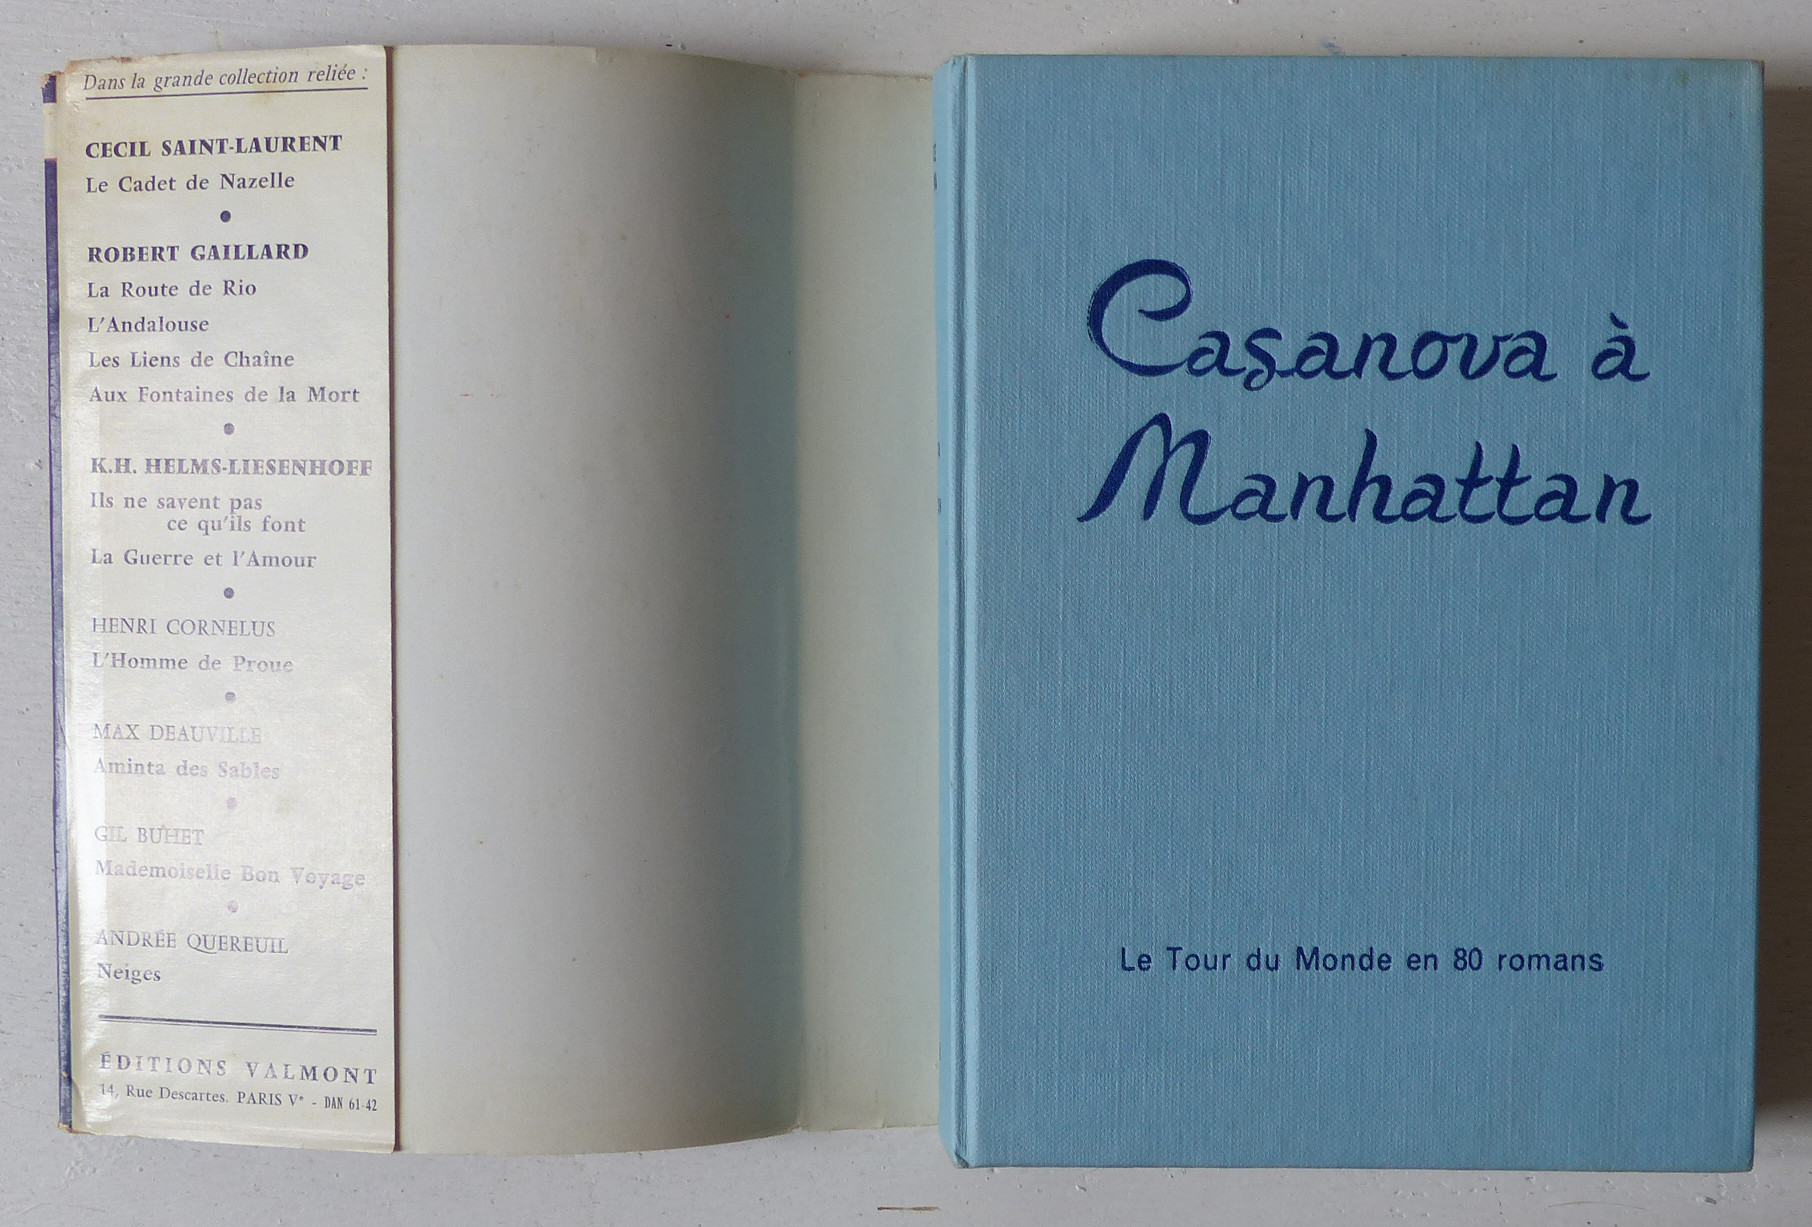 Dans la grande collection reliée :
CECIL SAINT-LAURENT
Le Cadet de Nazelle
ROBERT GAILLARD
La Route de Rio
L'Andalouse
Les Liens de Chaîne
Aux Fontaines de la Mort
K.H. HELMS-LIESENHOFF
Ils ne savent pas
ce qu'ils font
La Guerre et l'Amour
HENRI CORNELUS
L'Homme de Proue
MAX DEAUVILLE
Aminta des Sables
GIL BUHET
Mademoiselle Bon Voyage
ANDRÉE QUEREUIL
Neiges
ÉDITIONS VALMONT
14, Rue Descartes. PARIS Ve - DAN 61-42
Casanova à
Manhattan
Le Tour du Monde en 80 romans